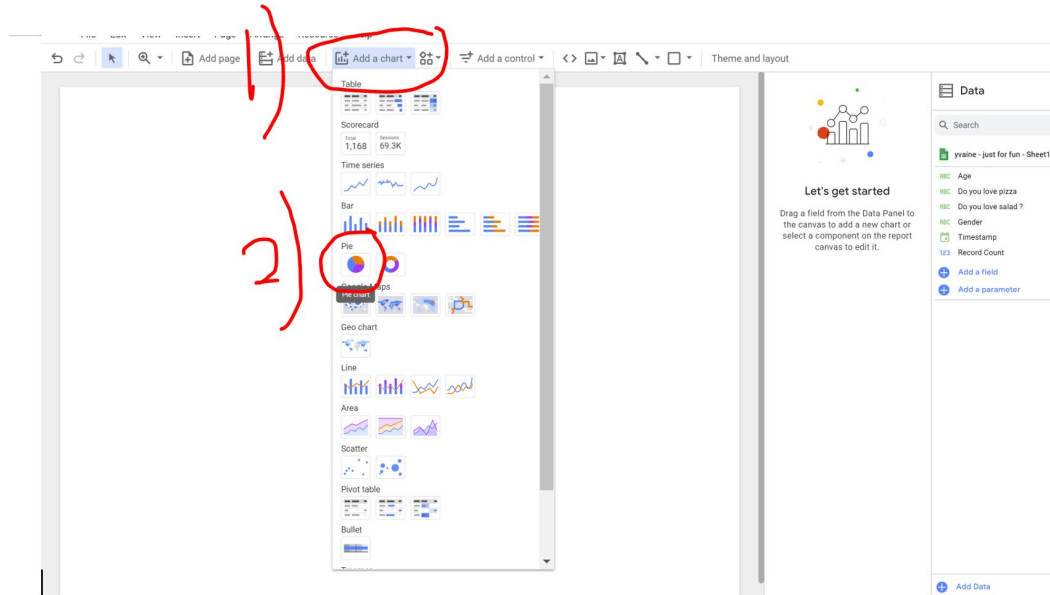 1)
Add page
Add data
Add a chart
Add a control
Theme and layout
Table
Scorecard
Total
1,168
Sessions
69.3K
Time series
Bar
2)
Pie
Pie chart
Google Maps
Geo chart
Line
Area
Scatter
Pivot table
Bullet
Let's get started
Drag a field from the Data Panel to
the canvas to add a new chart or
select a component on the report
canvas to edit it.
Data
Search
yvaine - just for fun - Sheet1
RBC Age
RBC Do you love pizza
RBC Do you love salad ?
RBC Gender
Timestamp
123 Record Count
Add a field
Add a parameter
Add Data